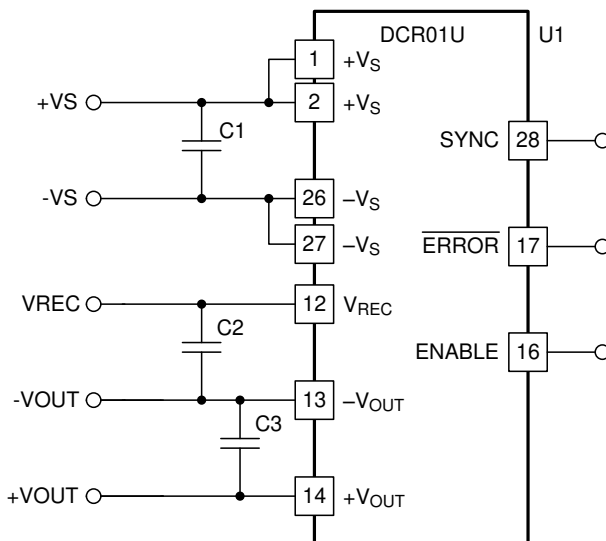 DCR01U U1
1 +VS
+VS 2 +VS
C1
SYNC 28
-VS 26 –VS
27 –VS
ERROR 17
VREC 12 VREC
C2
ENABLE 16
-VOUT 13 –VOUT
C3
+VOUT 14 +VOUT